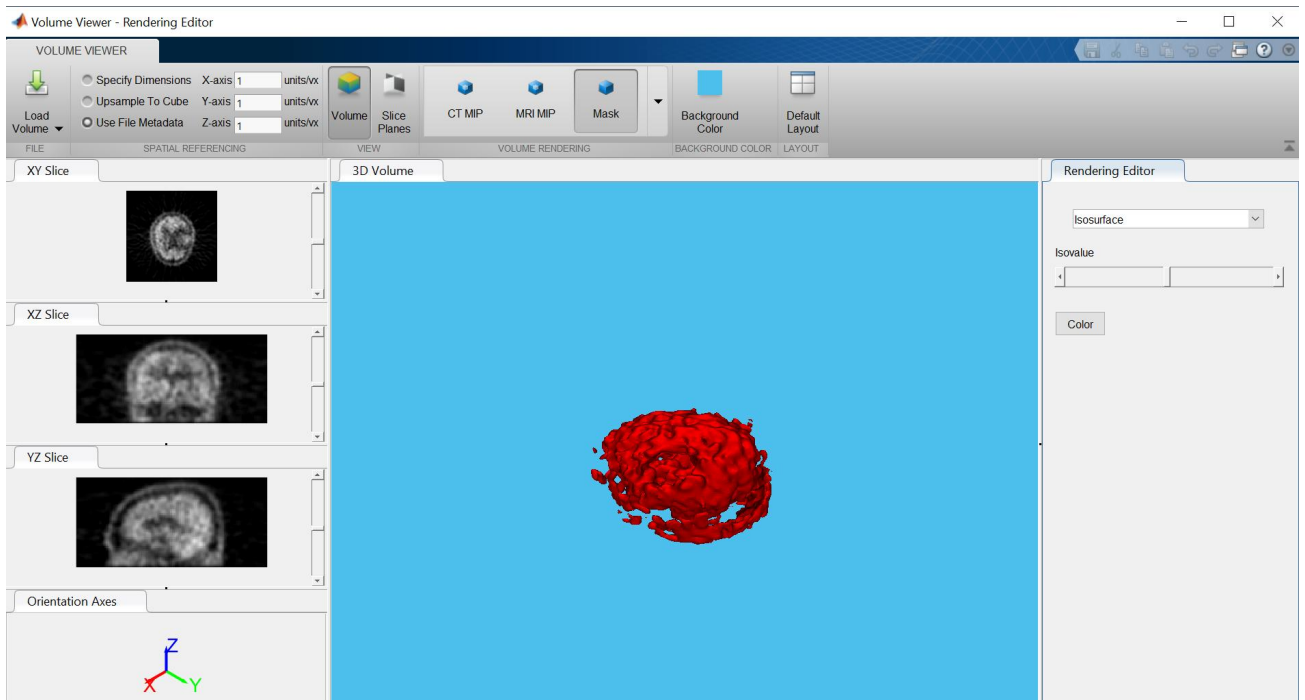 Volume Viewer - Rendering Editor
VOLUME VIEWER
Load
Volume
FILE
Specify Dimensions X-axis 1 units/vx
Upsample To Cube Y-axis 1 units/vx
Use File Metadata Z-axis 1 units/vx
SPATIAL REFERENCING
Volume
Slice
Planes
VIEW
CT MIP
MRI MIP
Mask
VOLUME RENDERING
Background
Color
BACKGROUND COLOR
Default
Layout
LAYOUT
XY Slice
XZ Slice
YZ Slice
Orientation Axes
Z
X
Y
3D Volume
Rendering Editor
Isosurface
Isovalue
Color